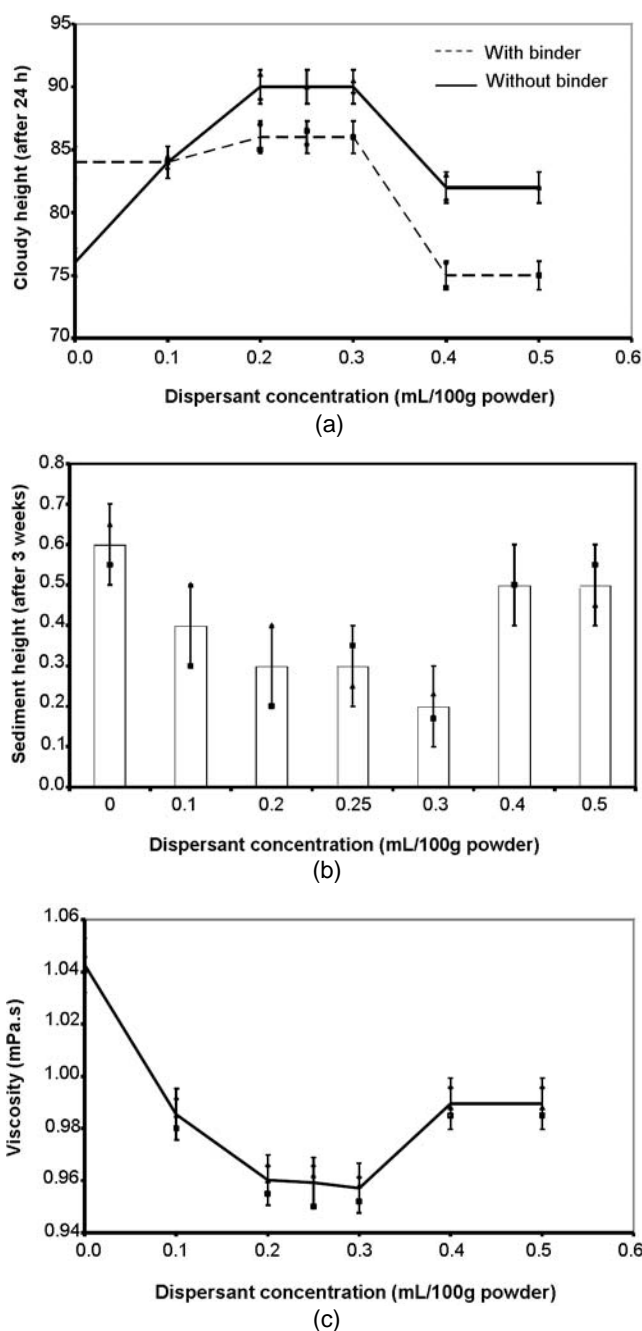 With binder
Without binder
Cloudy height (after 24 h)
95
90
85
80
75
70
0.0 0.1 0.2 0.3 0.4 0.5 0.6
Dispersant concentration (mL/100g powder)
(a)
Sediment height (after 3 weeks)
0.8
0.7
0.6
0.5
0.4
0.3
0.2
0.1
0.0
0 0.1 0.2 0.25 0.3 0.4 0.5
Dispersant concentration (mL/100g powder)
(b)
Viscosity (mPa.s)
1.06
1.04
1.02
1.00
0.98
0.96
0.94
0.0 0.1 0.2 0.3 0.4 0.5 0.6
Dispersant concentration (mL/100g powder)
(c)